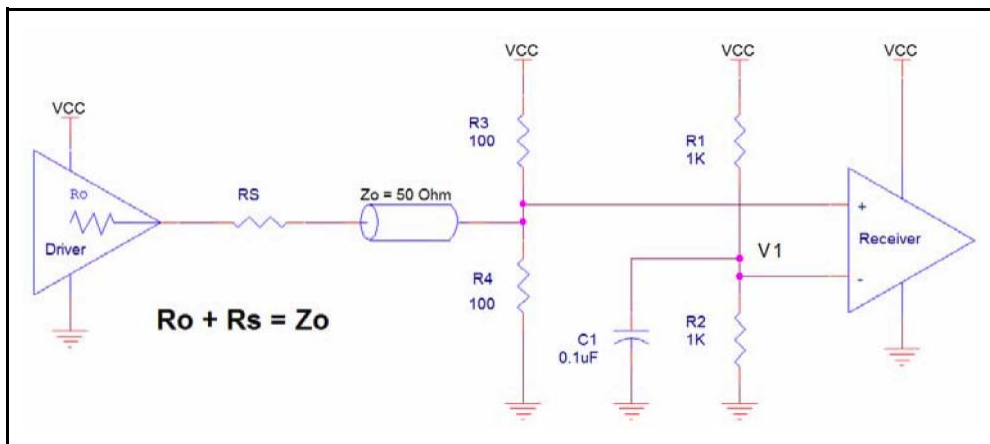 VCC
Ro
Driver
RS
Zo = 50 Ohm
VCC
R3
100
R4
100
VCC
R1
1K
V1
C1
0.1uF
R2
1K
VCC
+
-
Receiver
Ro + Rs = Zo